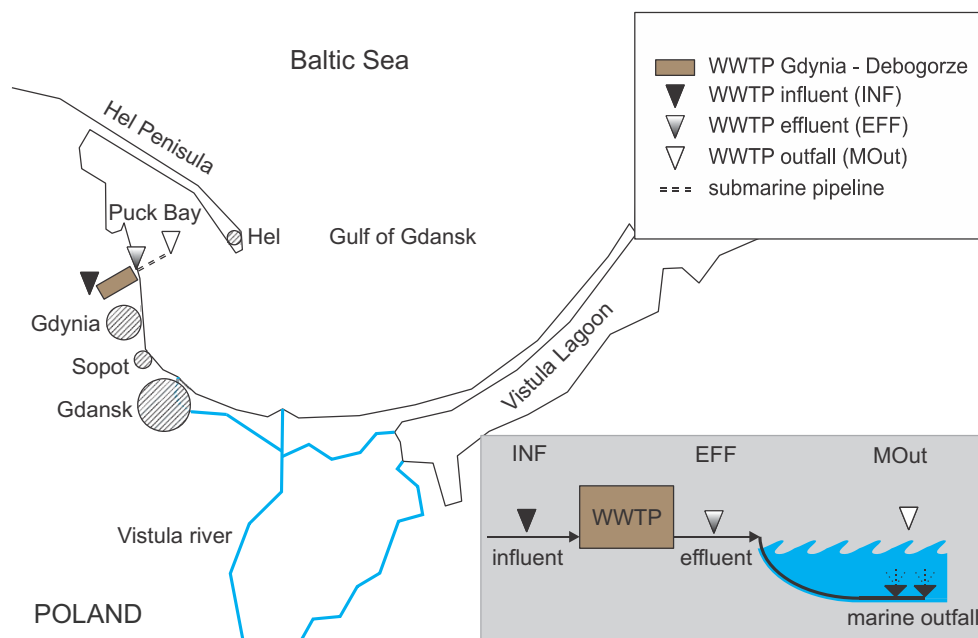 Baltic Sea
Hel Penisula
Puck Bay
Hel
Gulf of Gdansk
Gdynia
Sopot
Gdansk
Vistula Lagoon
Vistula river
POLAND
WWTP Gdynia - Debogorze
WWTP influent (INF)
WWTP effluent (EFF)
WWTP outfall (MOut)
submarine pipeline
INF
EFF
MOut
WWTP
influent
effluent
marine outfall